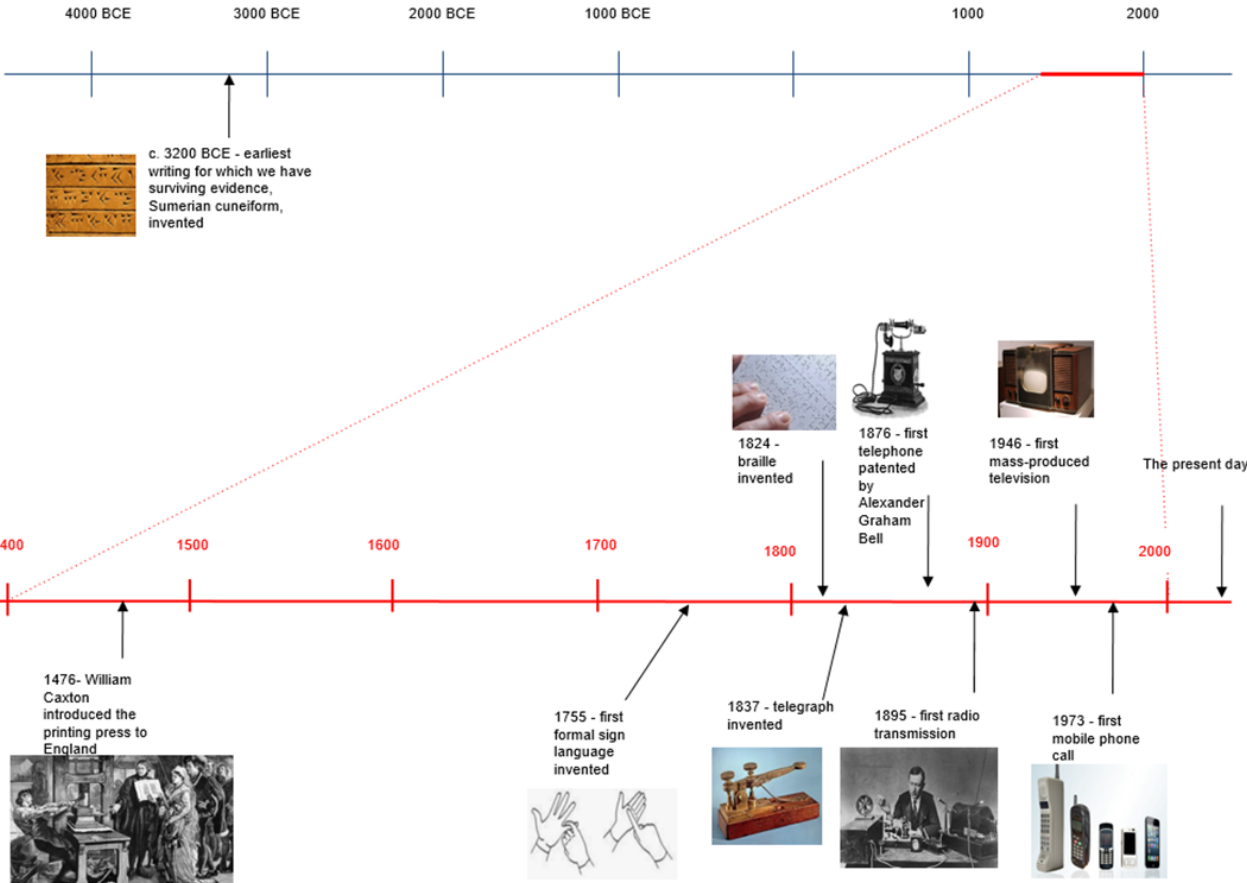 4000 BCE 3000 BCE 2000 BCE 1000 BCE 1000 2000
c. 3200 BCE - earliest
writing for which we have
surviving evidence,
Sumerian cuneiform,
invented
1824 -
braille
invented
1876 - first
telephone
patented
by
Alexander
Graham
Bell
1946 - first
mass-produced
television
The present day
400 1500 1600 1700 1800 1900 2000
1476- William
Caxton
introduced the
printing press to
England
1755 - first
formal sign
language
invented
1837 - telegraph
invented
1895 - first radio
transmission
1973 - first
mobile phone
call